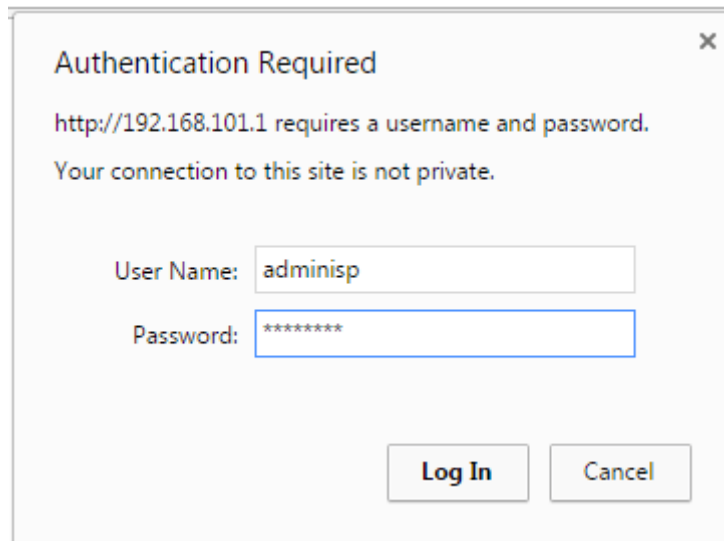 Authentication Required
http://192.168.101.1 requires a username and password.
Your connection to this site is not private.
User Name: adminisp
Password: ********
Log In Cancel